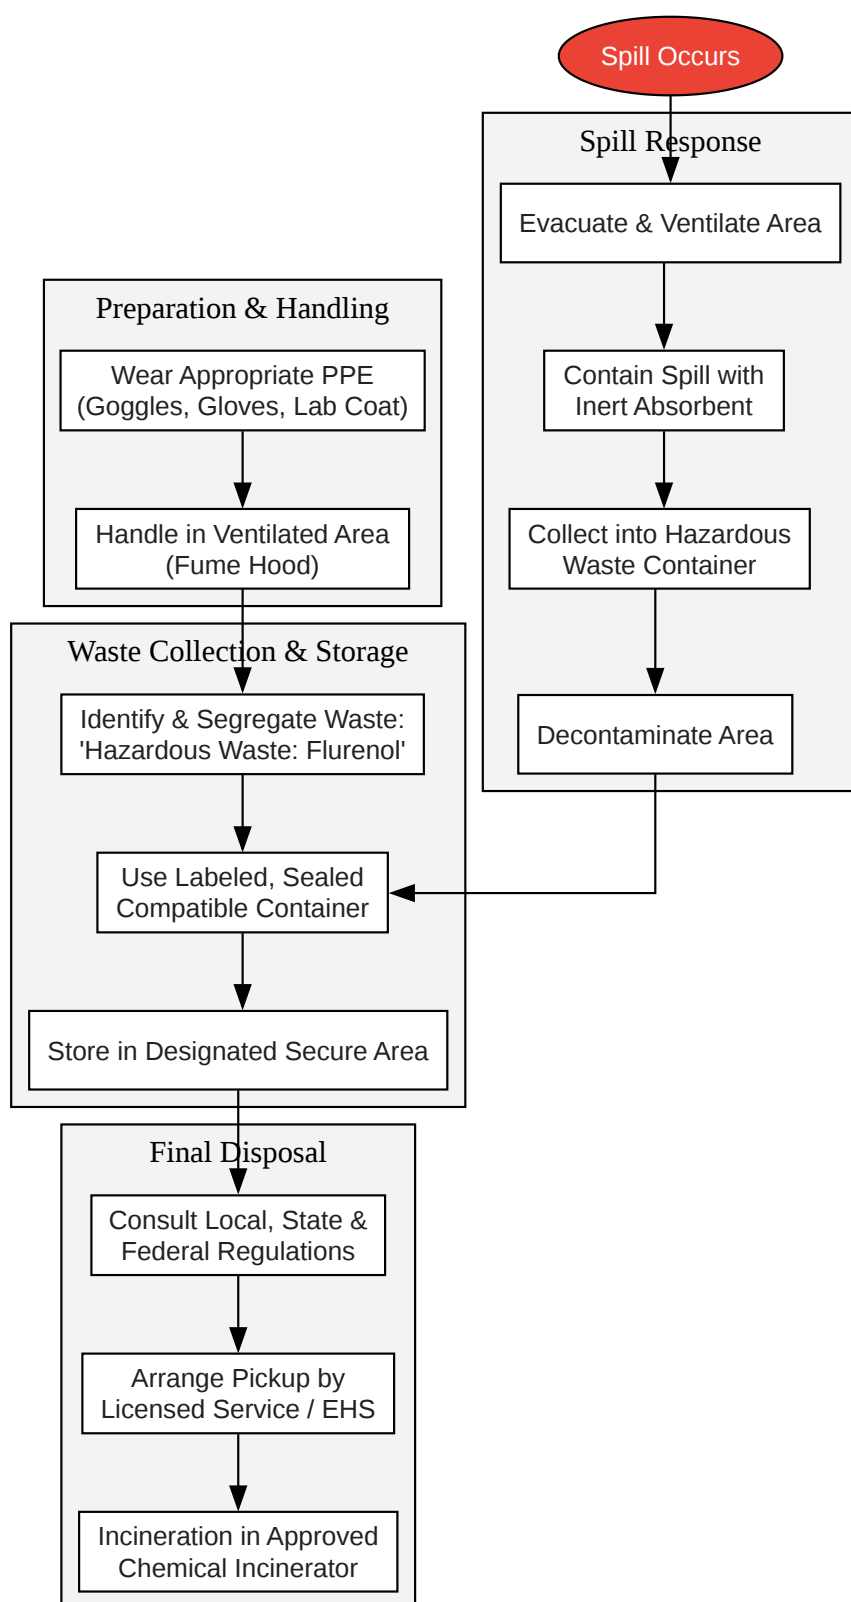 Spill Occurs
Spill Response
Evacuate & Ventilate Area
Contain Spill with
Inert Absorbent
Collect into Hazardous
Waste Container
Decontaminate Area
Preparation & Handling
Wear Appropriate PPE
(Goggles, Gloves, Lab Coat)
Handle in Ventilated Area
(Fume Hood)
Waste Collection & Storage
Identify & Segregate Waste:
'Hazardous Waste: Flurenol'
Use Labeled, Sealed
Compatible Container
Store in Designated Secure Area
Final Disposal
Consult Local, State &
Federal Regulations
Arrange Pickup by
Licensed Service / EHS
Incineration in Approved
Chemical Incinerator